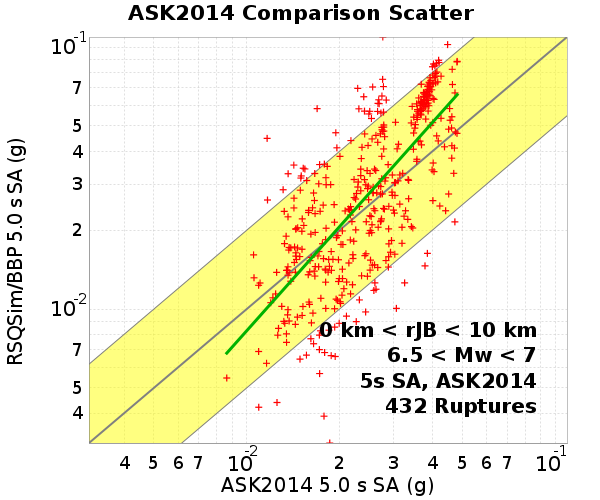 ASK2014 Comparison Scatter
RSQSim/BBP 5.0 s SA (g)
10-1
7
5
4
3
2
10-2
7
5
4
0 km < rJB < 10 km
6.5 < Mw < 7
5s SA, ASK2014
432 Ruptures
4 5 6 7 10-2 2 3 4 5 6 7 10-1
ASK2014 5.0 s SA (g)